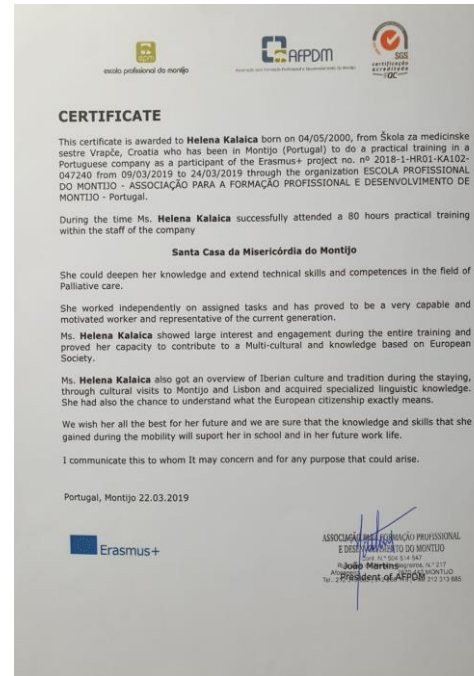 epm
escola profissional do montijo
AFPDM
SGS
CERTIFICATE
This certificate is awarded to Helena Kalaica born on 04/05/2000, from Škola za medicinske
sestre Vrapče, Croatia who has been in Montijo (Portugal) to do a practical training in a
Portuguese company as a participant of the Erasmus+ project no. nº 2018-1-HR01-KA102-
047240 from 09/03/2019 to 24/03/2019 through the organization ESCOLA PROFISSIONAL
DO MONTIJO - ASSOCIAÇÃO PARA A FORMAÇÃO PROFISSIONAL E DESENVOLVIMENTO DE
MONTIJO - Portugal.
During the time Ms. Helena Kalaica successfully attended a 80 hours practical training
within the staff of the company
Santa Casa da Misericórdia do Montijo
She could deepen her knowledge and extend technical skills and competences in the field of
Palliative care.
She worked independently on assigned tasks and has proved to be a very capable and
motivated worker and representative of the current generation.
Ms. Helena Kalaica showed large interest and engagement during the entire training and
proved her capacity to contribute to a Multi-cultural and knowledge based on European
Society.
Ms. Helena Kalaica also got an overview of Iberian culture and tradition during the staying,
through cultural visits to Montijo and Lisbon and acquired specialized linguistic knowledge.
She had also the chance to understand what the European citizenship exactly means.
We wish her all the best for her future and we are sure that the knowledge and skills that she
gained during the mobility will suport her in school and in her future work life.
I communicate this to whom It may concern and for any purpose that could arise.
Portugal, Montijo 22.03.2019
Erasmus+
FORMAÇÃO PROFISSIONAL
DO MONTIJO
João Martins
President of AFPDM